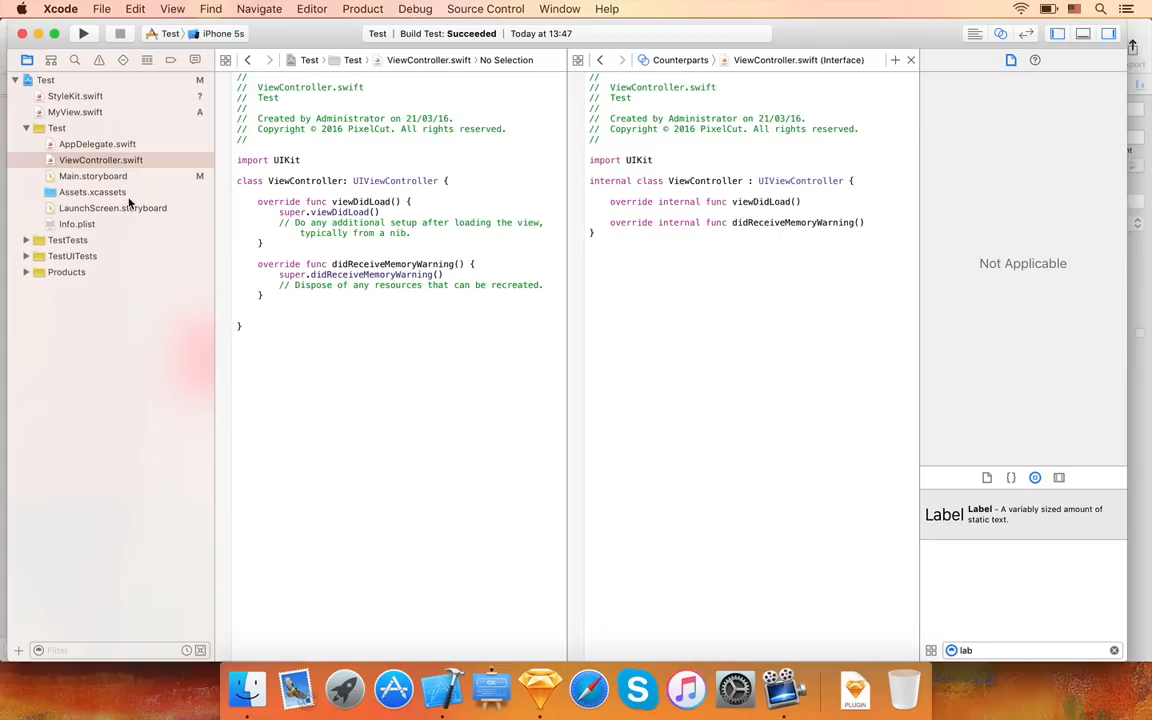 Xcode File Edit View Find Navigate Editor Product Debug Source Control Window Help
Test iPhone 5s
Test Build Test: Succeeded Today at 13:47
Test Test ViewController.swift No Selection
Counterparts ViewController.swift (Interface)
Test M
StyleKit.swift ?
MyView.swift A
Test
AppDelegate.swift
ViewController.swift
Main.storyboard M
Assets.xcassets
LaunchScreen.storyboard
Info.plist
TestTests
TestUITests
Products
Filter
//
// ViewController.swift
// Test
//
// Created by Administrator on 21/03/16.
// Copyright © 2016 PixelCut. All rights reserved.
//
import UIKit
class ViewController: UIViewController {
override func viewDidLoad() {
super.viewDidLoad()
// Do any additional setup after loading the view,
typically from a nib.
}
override func didReceiveMemoryWarning() {
super.didReceiveMemoryWarning()
// Dispose of any resources that can be recreated.
}
}
//
// ViewController.swift
// Test
//
// Created by Administrator on 21/03/16.
// Copyright © 2016 PixelCut. All rights reserved.
//
import UIKit
internal class ViewController : UIViewController {
override internal func viewDidLoad()
override internal func didReceiveMemoryWarning()
}
Not Applicable
Label
Label - A variably sized amount of
static text.
lab
PLUGIN